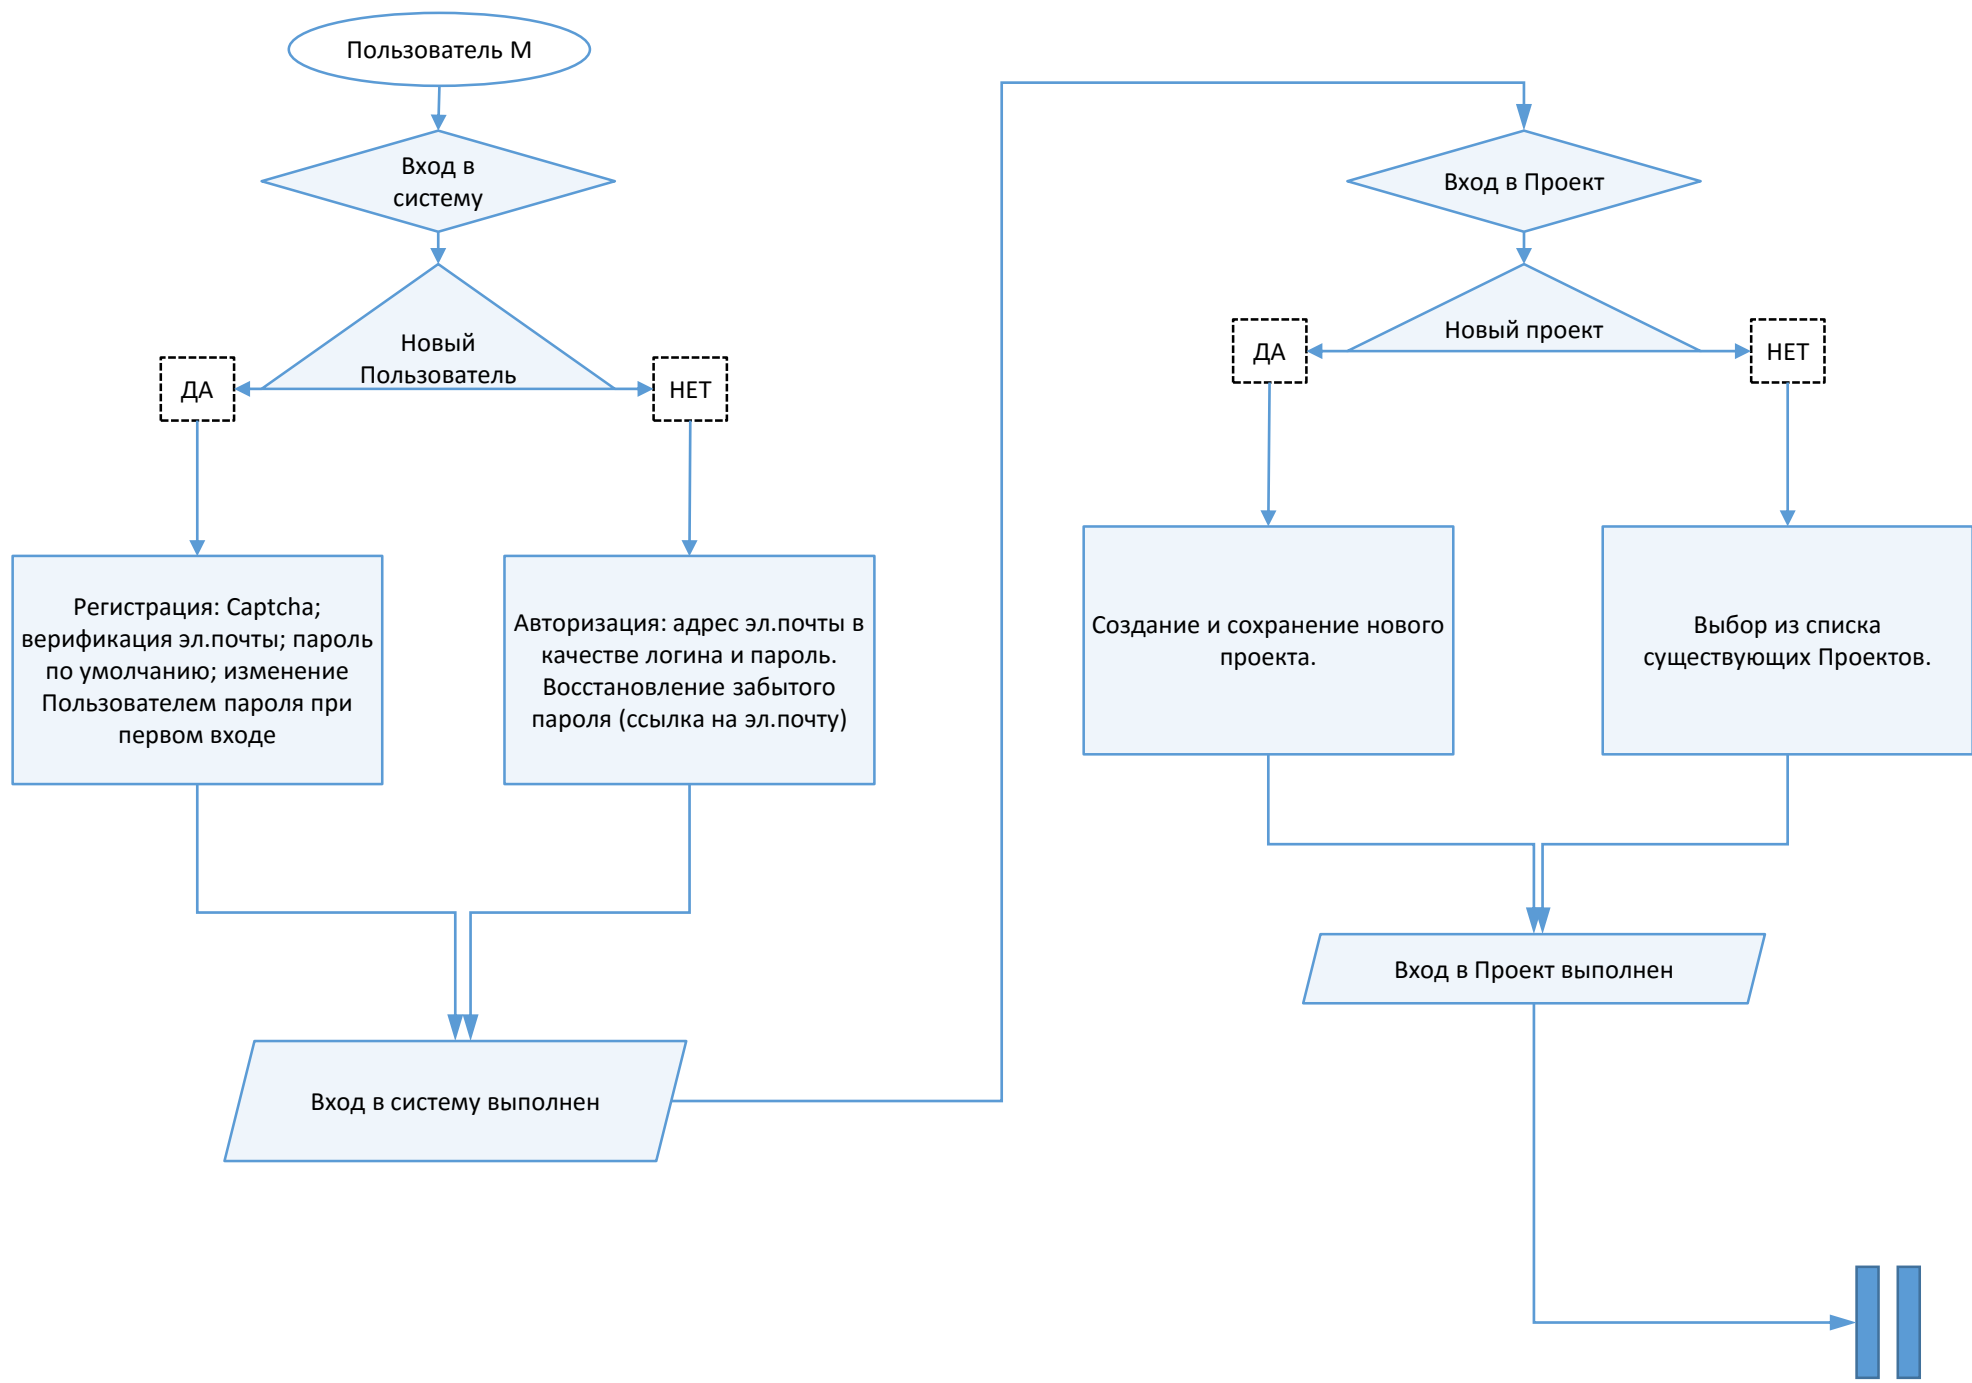 Пользователь М
Вход в
систему
Новый
Пользователь
ДА
НЕТ
Регистрация: Captcha;
верификация эл.почты; пароль
по умолчанию; изменение
Пользователем пароля при
первом входе
Авторизация: адрес эл.почты в
качестве логина и пароль.
Восстановление забытого
пароля (ссылка на эл.почту)
Вход в систему выполнен
Вход в Проект
Новый проект
ДА
НЕТ
Создание и сохранение нового
проекта.
Выбор из списка
существующих Проектов.
Вход в Проект выполнен